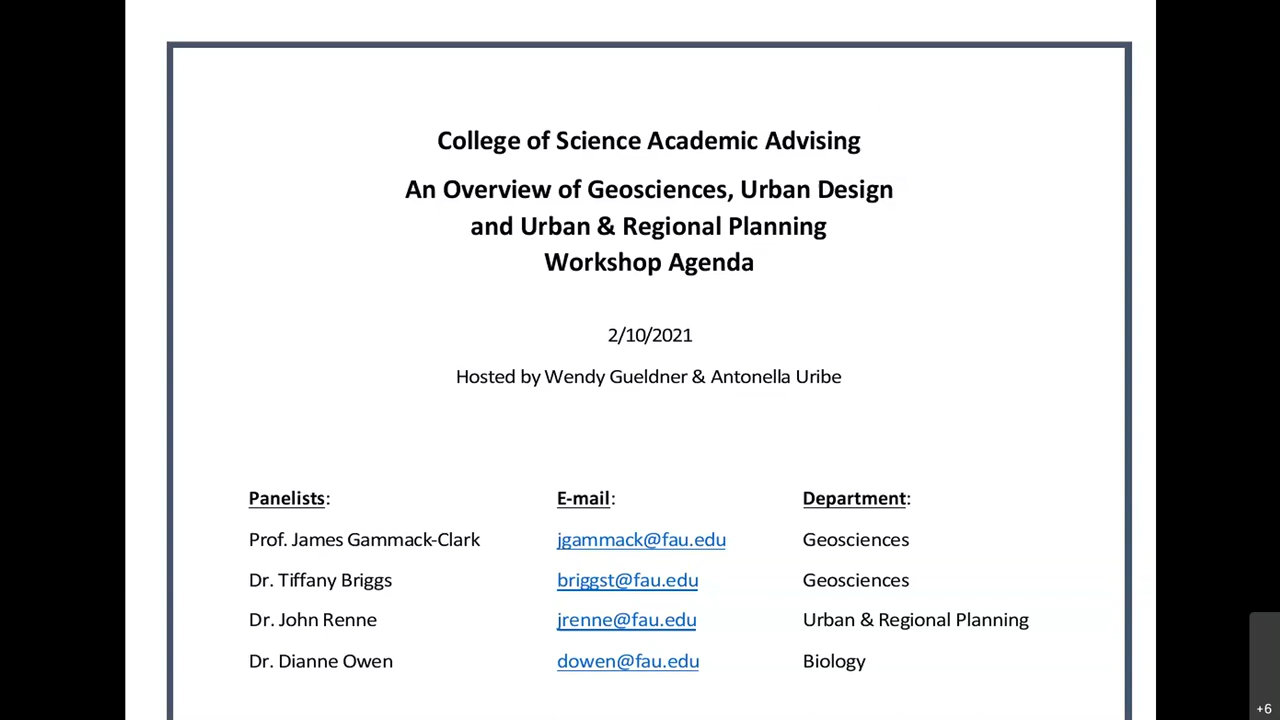 College of Science Academic Advising
An Overview of Geosciences, Urban Design
and Urban & Regional Planning
Workshop Agenda
2/10/2021
Hosted by Wendy Gueldner & Antonella Uribe
Panelists: E-mail: Department:
Prof. James Gammack-Clark jgammack@fau.edu Geosciences
Dr. Tiffany Briggs briggst@fau.edu Geosciences
Dr. John Renne jrenne@fau.edu Urban & Regional Planning
Dr. Dianne Owen dowen@fau.edu Biology
+6